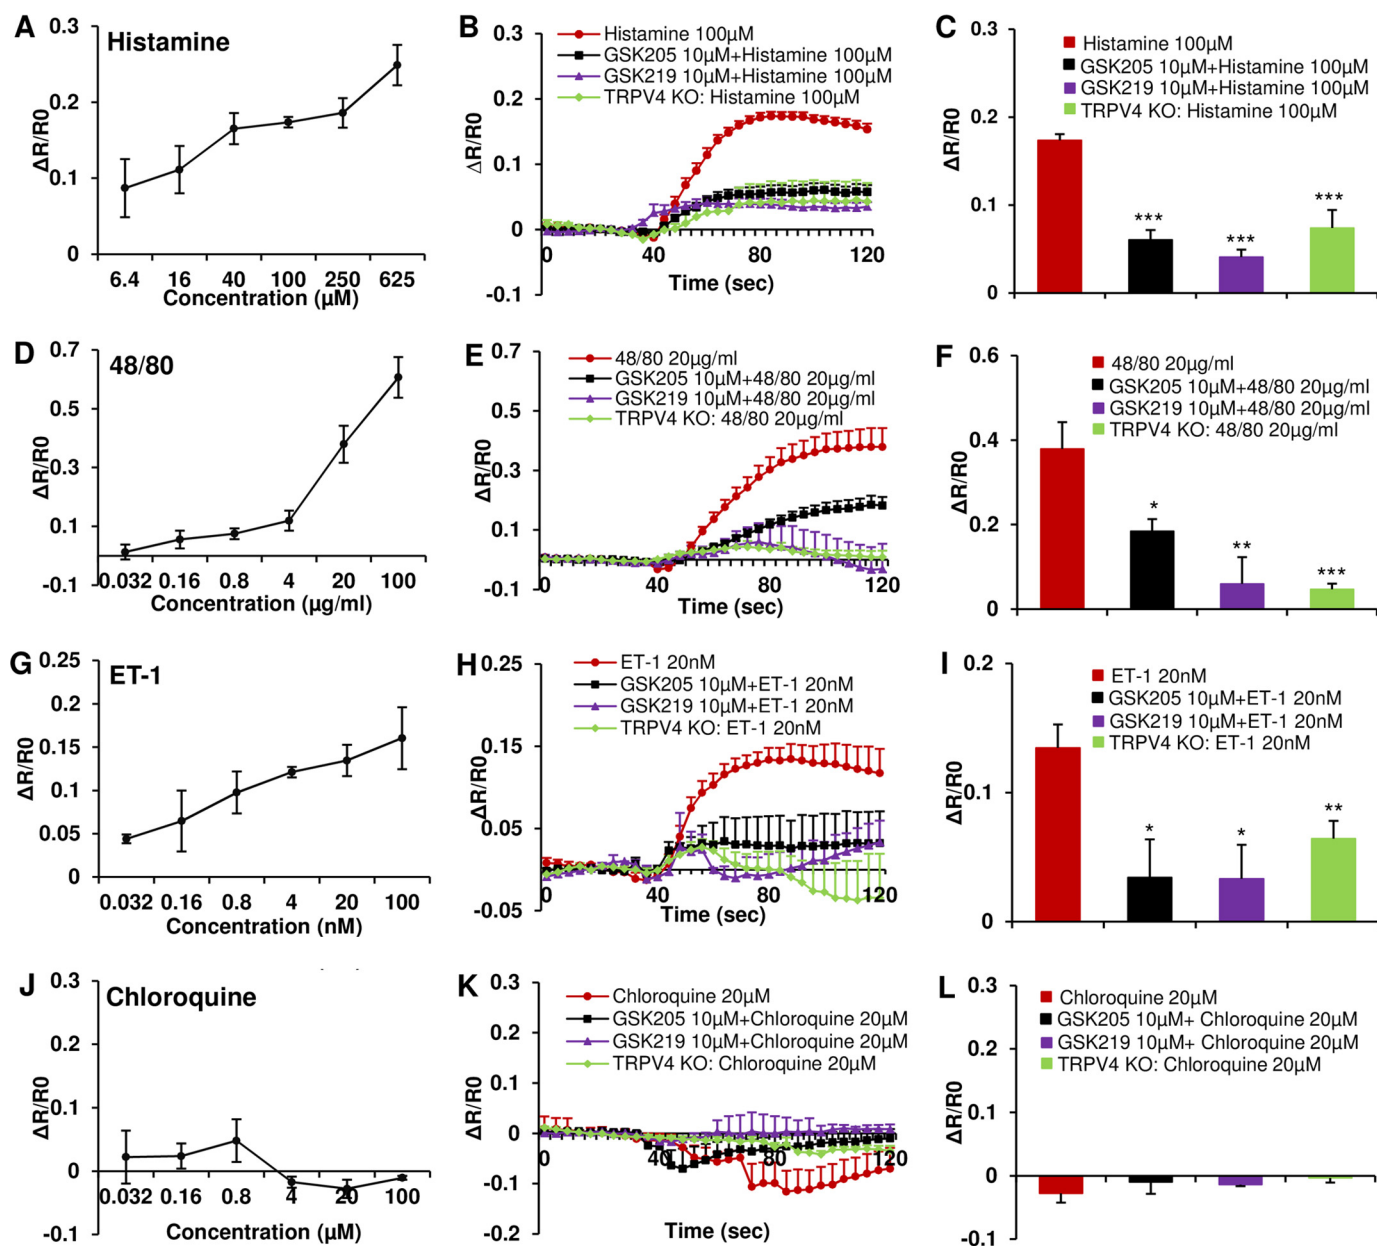 A
Histamine
ΔR/R0
0.3
0.2
0.1
0
6.4 16 40 100 250 625
Concentration (µM)
B
ΔR/R0
0.3
0.2
0.1
0
-0.1
Histamine 100µM
GSK205 10µM+Histamine 100µM
GSK219 10µM+Histamine 100µM
TRPV4 KO: Histamine 100µM
40 80 120
Time (sec)
C
ΔR/R0
0.3
0.2
0.1
0
Histamine 100µM
GSK205 10µM+Histamine 100µM
GSK219 10µM+Histamine 100µM
TRPV4 KO: Histamine 100µM
*** *** ***
D
48/80
ΔR/R0
0.7
0.5
0.3
0.1
-0.1
0.032 0.16 0.8 4 20 100
Concentration (µg/ml)
E
ΔR/R0
0.7
0.5
0.3
0.1
-0.1
48/80 20µg/ml
GSK205 10µM+48/80 20µg/ml
GSK219 10µM+48/80 20µg/ml
TRPV4 KO: 48/80 20µg/ml
0 40 80 120
Time (sec)
F
ΔR/R0
0.6
0.4
0.2
0
48/80 20µg/ml
GSK205 10µM+48/80 20µg/ml
GSK219 10µM+48/80 20µg/ml
TRPV4 KO: 48/80 20µg/ml
* ** ***
G
ET-1
ΔR/R0
0.25
0.2
0.15
0.1
0.05
0
0.032 0.16 0.8 4 20 100
Concentration (nM)
H
ΔR/R0
0.25
0.15
0.05
-0.05
ET-1 20nM
GSK205 10µM+ET-1 20nM
GSK219 10µM+ET-1 20nM
TRPV4 KO: ET-1 20nM
0 40 80 120
Time (sec)
I
ΔR/R0
0.2
0.1
0
ET-1 20nM
GSK205 10µM+ET-1 20nM
GSK219 10µM+ET-1 20nM
TRPV4 KO: ET-1 20nM
* * **
J
Chloroquine
ΔR/R0
0.3
0.2
0.1
0
-0.1
0.032 0.16 0.8 4 20 100
Concentration (µM)
K
ΔR/R0
0.3
0.2
0.1
0
-0.1
-0.2
Chloroquine 20µM
GSK205 10µM+Chloroquine 20µM
GSK219 10µM+Chloroquine 20µM
TRPV4 KO: Chloroquine 20µM
0 40 80 120
Time (sec)
L
ΔR/R0
0.3
0.2
0.1
0
-0.1
Chloroquine 20µM
GSK205 10µM+ Chloroquine 20µM
GSK219 10µM+ Chloroquine 20µM
TRPV4 KO: Chloroquine 20µM